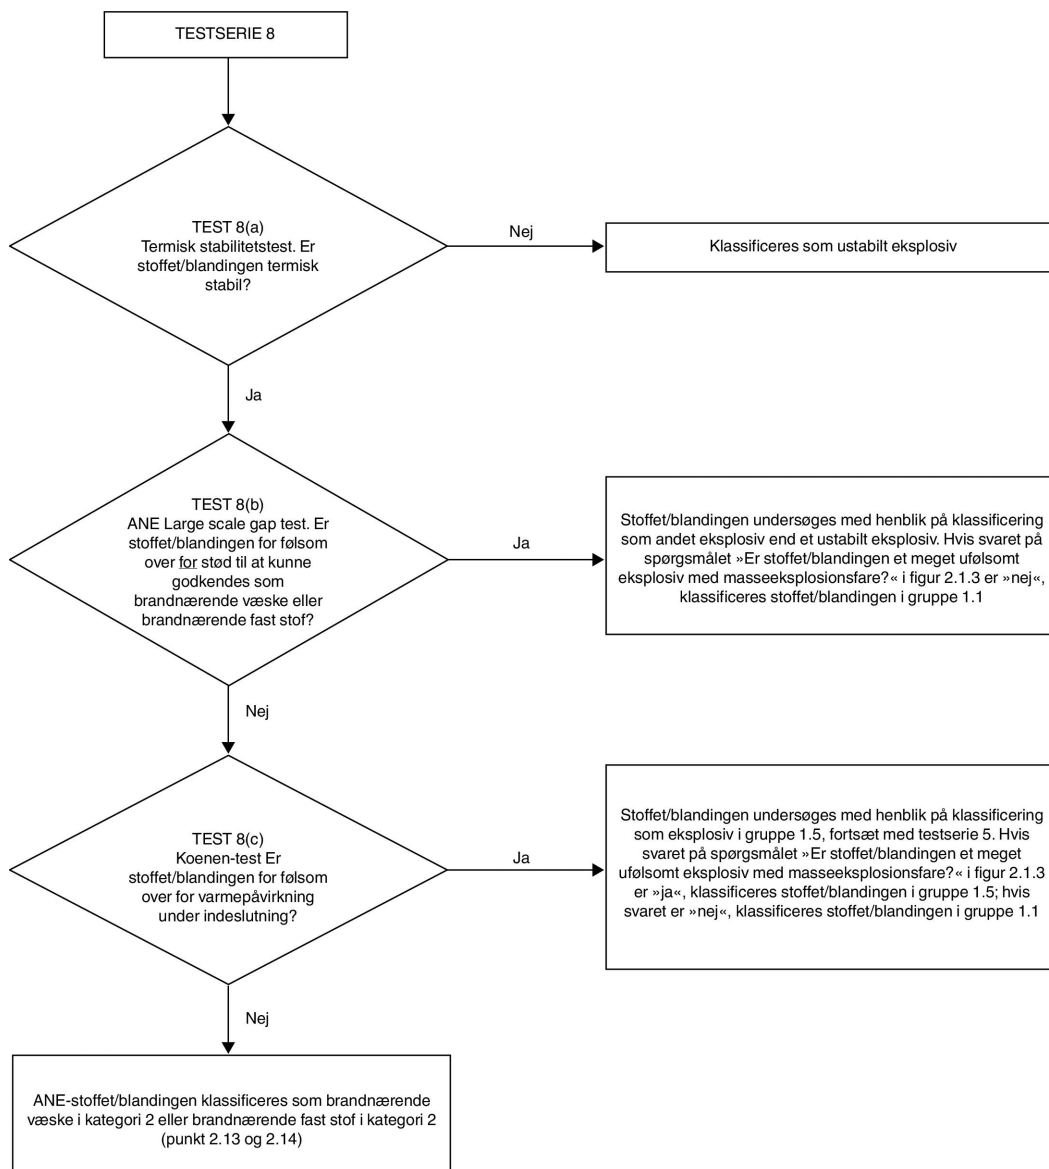 TESTSERIE 8
TEST 8(a)
Termisk stabilitetstest. Er
stoffet/blandingen termisk
stabil?
Nej
Klassificeres som ustabilt eksplosiv
Ja
TEST 8(b)
ANE Large scale gap test. Er
stoffet/blandingen for følsom
over for stød til at kunne
godkendes som
brandnærende væske eller
brandnærende fast stof?
Ja
Stoffet/blandingen undersøges med henblik på klassificering
som andet eksplosiv end et ustabilt eksplosiv. Hvis svaret på
spørgsmålet »Er stoffet/blandingen et meget ufølsomt
eksplosiv med masseeksplosionsfare?« i figur 2.1.3 er »nej«,
klassificeres stoffet/blandingen i gruppe 1.1
Nej
TEST 8(c)
Koenen-test Er
stoffet/blandingen for følsom
over for varmepåvirkning
under indeslutning?
Ja
Stoffet/blandingen undersøges med henblik på klassificering
som eksplosiv i gruppe 1.5, fortsæt med testserie 5. Hvis
svaret på spørgsmålet »Er stoffet/blandingen et meget
ufølsomt eksplosiv med masseeksplosionsfare?« i figur 2.1.3
er »ja«, klassificeres stoffet/blandingen i gruppe 1.5; hvis
svaret er »nej«, klassificeres stoffet/blandingen i gruppe 1.1
Nej
ANE-stoffet/blandingen klassificeres som brandnærende
væske i kategori 2 eller brandnærende fast stof i kategori 2
(punkt 2.13 og 2.14)